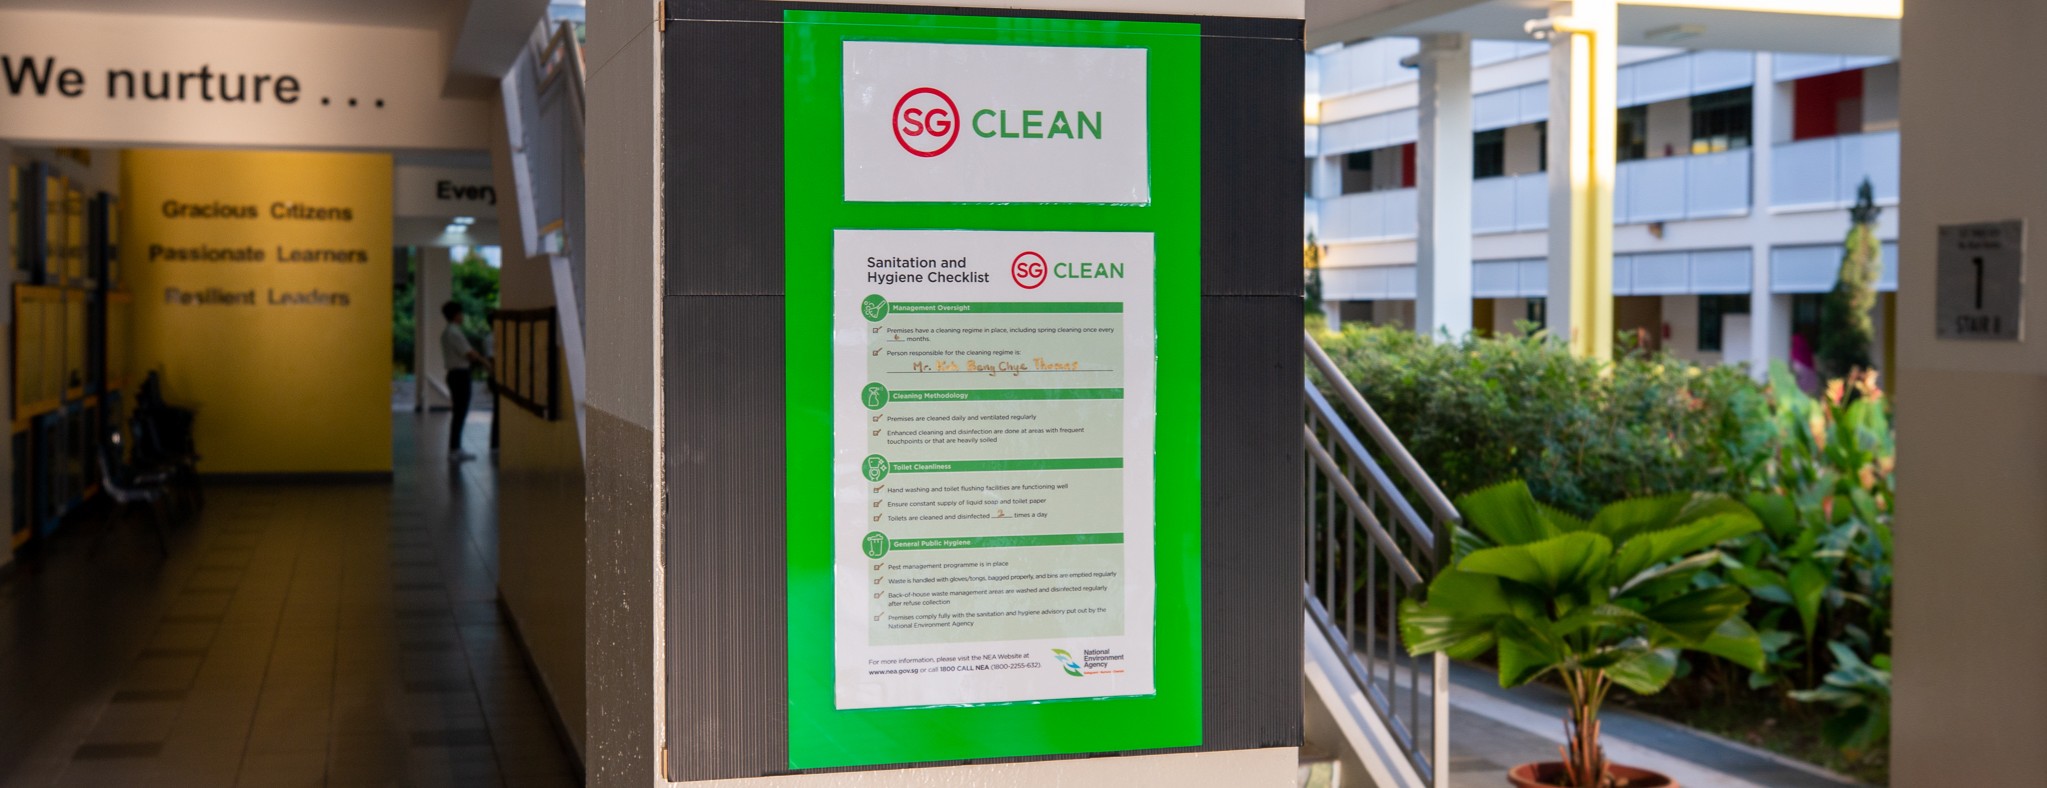 We nurture ...
Gracious Citizens
Passionate Learners
Resilient Leaders
Every
SG CLEAN
Sanitation and
Hygiene Checklist
SG CLEAN
Management Oversight
Premises have a cleaning regime in place, including spring cleaning once every
6 months.
Person responsible for the cleaning regime is:
Mr. Beng Chye Thomas
Cleaning Methodology
Premises are cleaned daily and ventilated regularly
Enhanced cleaning and disinfection are done at areas with frequent
touchpoints or that are heavily soiled
Toilet Cleanliness
Hand washing and toilet flushing facilities are functioning well
Ensure constant supply of liquid soap and toilet paper
Toilets are cleaned and disinfected 2 times a day
General Public Hygiene
Pest management programme is in place
Waste is handled with gloves/tongs, bagged properly, and bins are emptied regularly
Back-of-house waste management areas are washed and disinfected regularly
after refuse collection
Premises comply fully with the sanitation and hygiene advisory put out by the
National Environment Agency
For more information, please visit the NEA Website at
www.nea.gov.sg or call 1800 CALL NEA (1800-2255-632).
National
Environment
Agency
1
STAIR